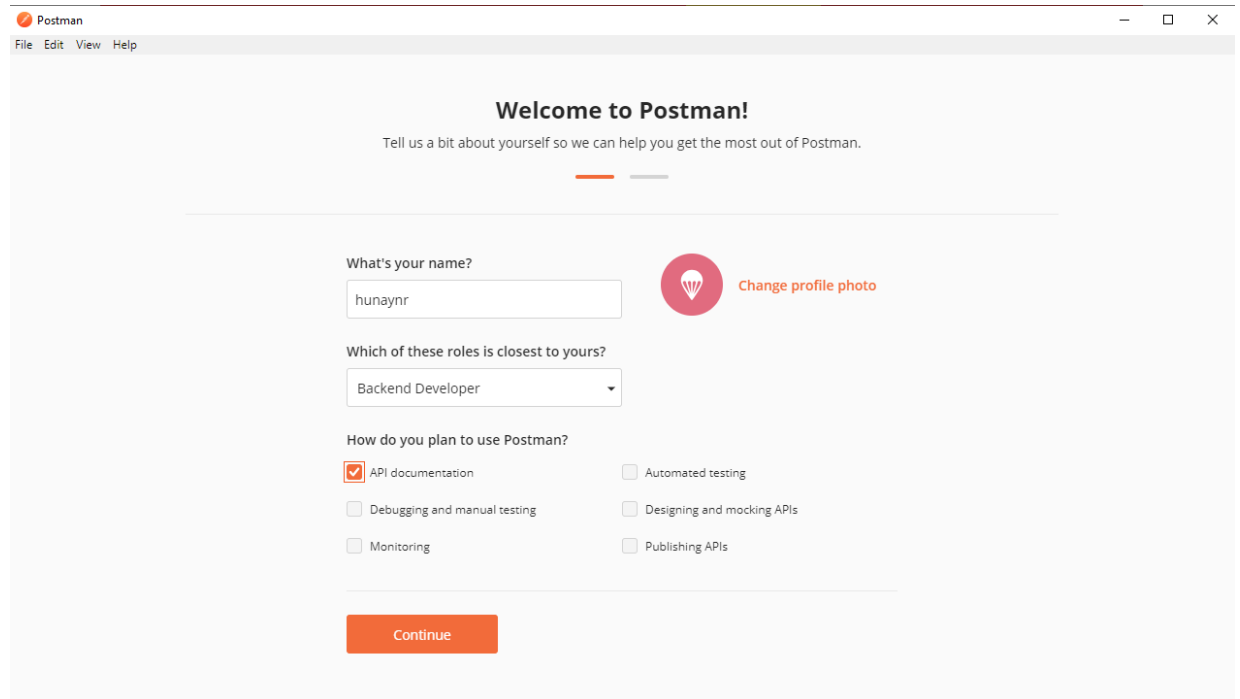 Postman
File Edit View Help
Welcome to Postman!
Tell us a bit about yourself so we can help you get the most out of Postman.
What's your name?
hunaynr
Change profile photo
Which of these roles is closest to yours?
Backend Developer
How do you plan to use Postman?
API documentation
Automated testing
Debugging and manual testing
Designing and mocking APIs
Monitoring
Publishing APIs
Continue